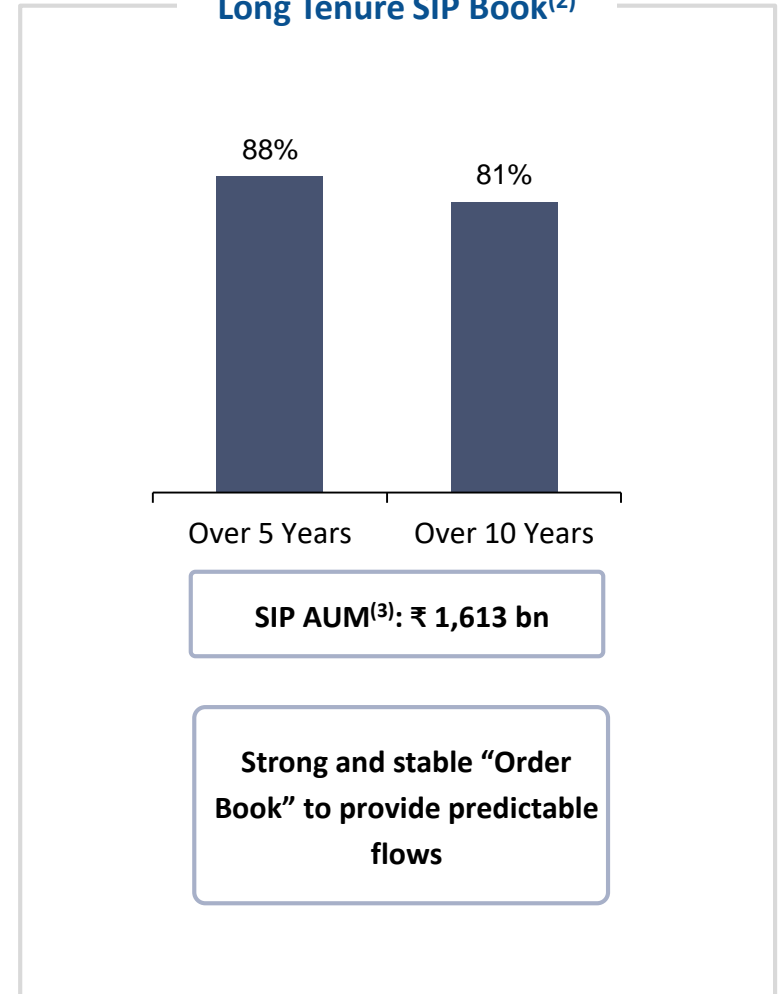 Long Tenure SIP Book(2)
88%
81%
Over 5 Years
Over 10 Years
SIP AUM(3): ₹ 1,613 bn
Strong and stable “Order
Book” to provide predictable
flows